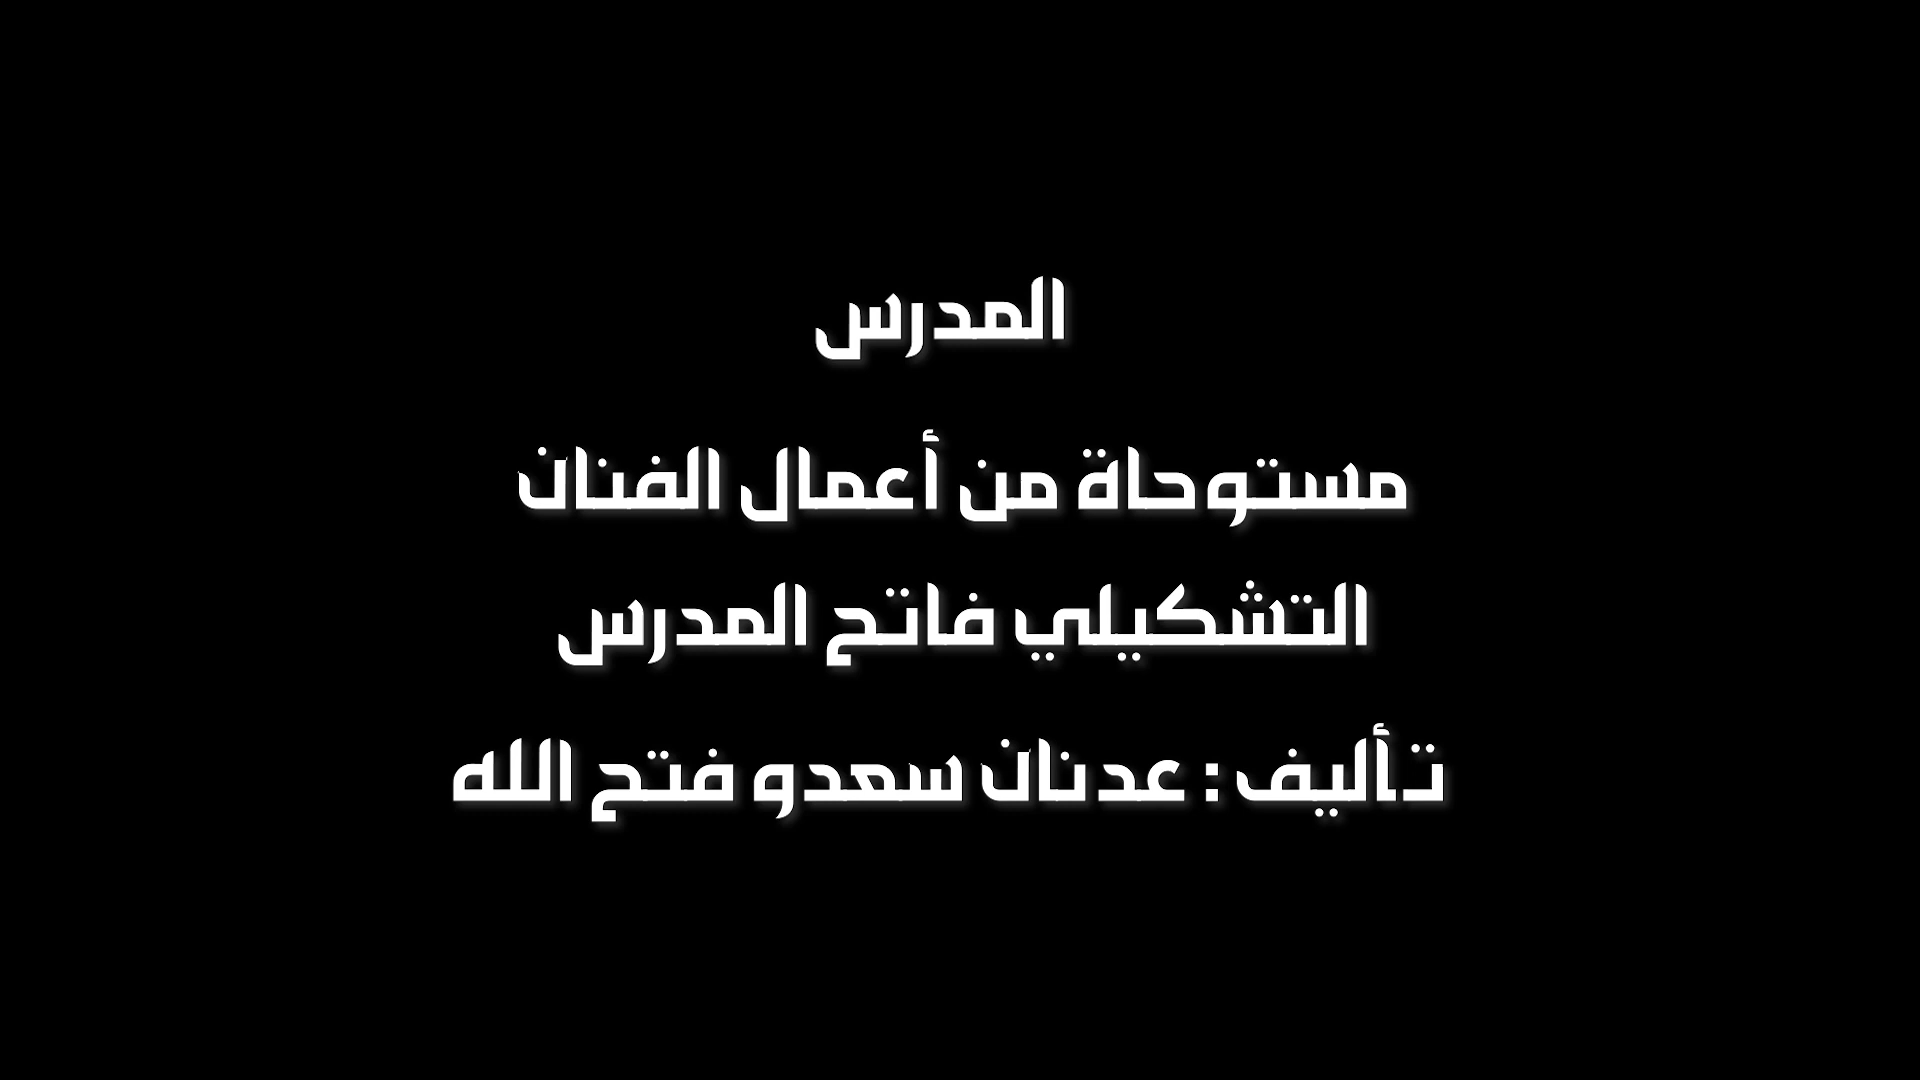 المدرس
مستوحاة من أعمال الفنان
التشكيلي فاتح المدرس
تأليف : عدنان سعدو فتح الله